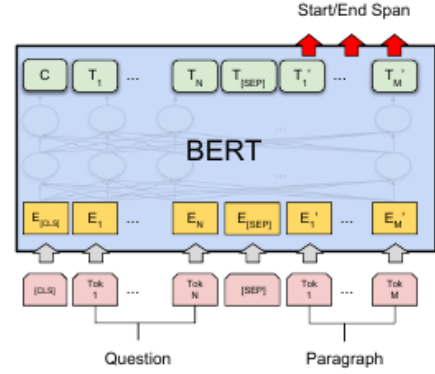 Start/End Span
C T1 ... TN T[SEP] T1' ... TM'
...
BERT
...
E[CLS] E1 ... EN E[SEP] E1' ... EM'
[CLS] Tok 1 ... Tok N [SEP] Tok 1 ... Tok M
Question Paragraph